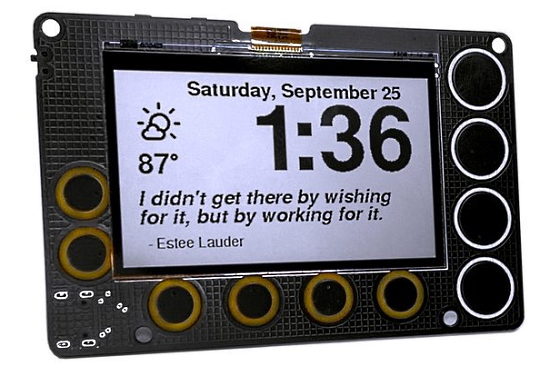 Saturday, September 25
1:36
87°
I didn't get there by wishing
for it, but by working for it.
- Estee Lauder